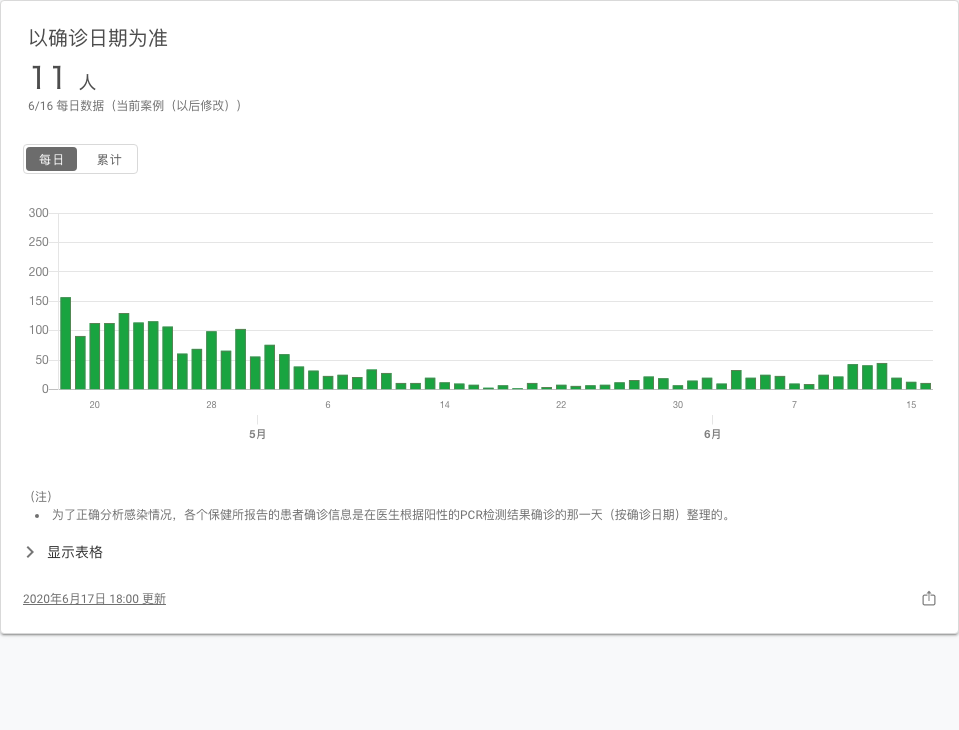 以确诊日期为准
11 人
6/16 每日数据（当前案例（以后修改））
每日 累计
300
250
200
150
100
50
0
20 28 6 14 22 30 7 15
5月 6月
（注）
• 为了正确分析感染情况，各个保健所报告的患者确诊信息是在医生根据阳性的PCR检测结果确诊的那一天（按确诊日期）整理的。
显示表格
2020年6月17日 18:00 更新